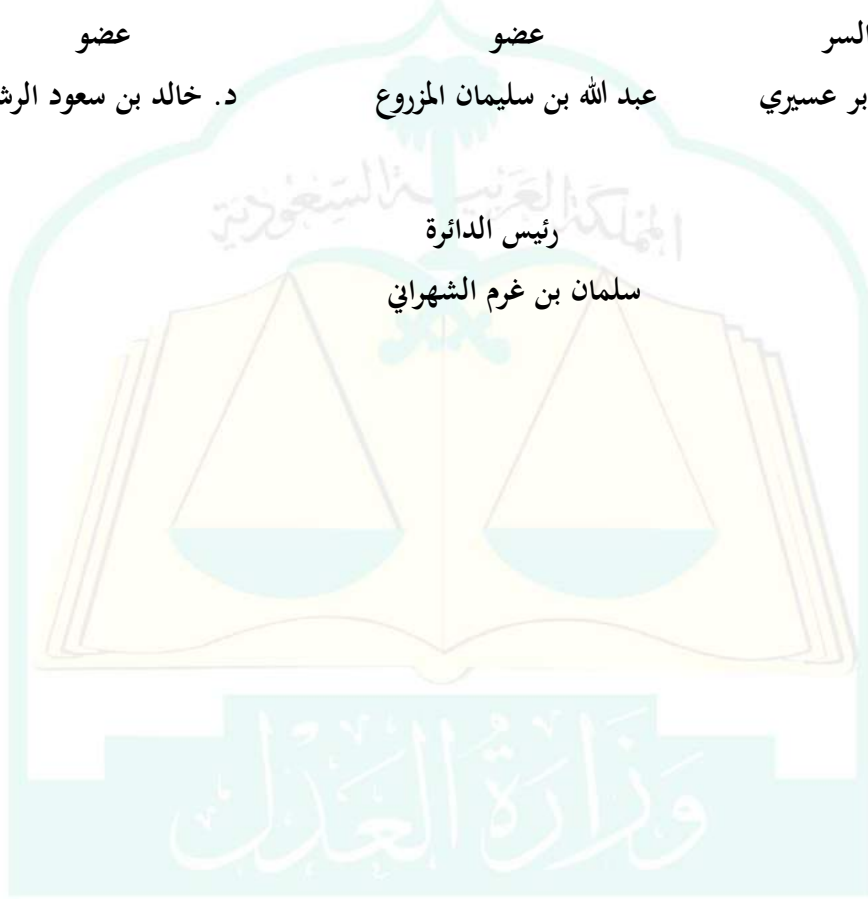 السر عضو عضو
عسيري عبد الله بن سليمان المزروع د. خالد بن سعود
المملكة العربية السعودية
رئيس الدائرة
سلمان بن غرم الشهراني
وزارة العدل